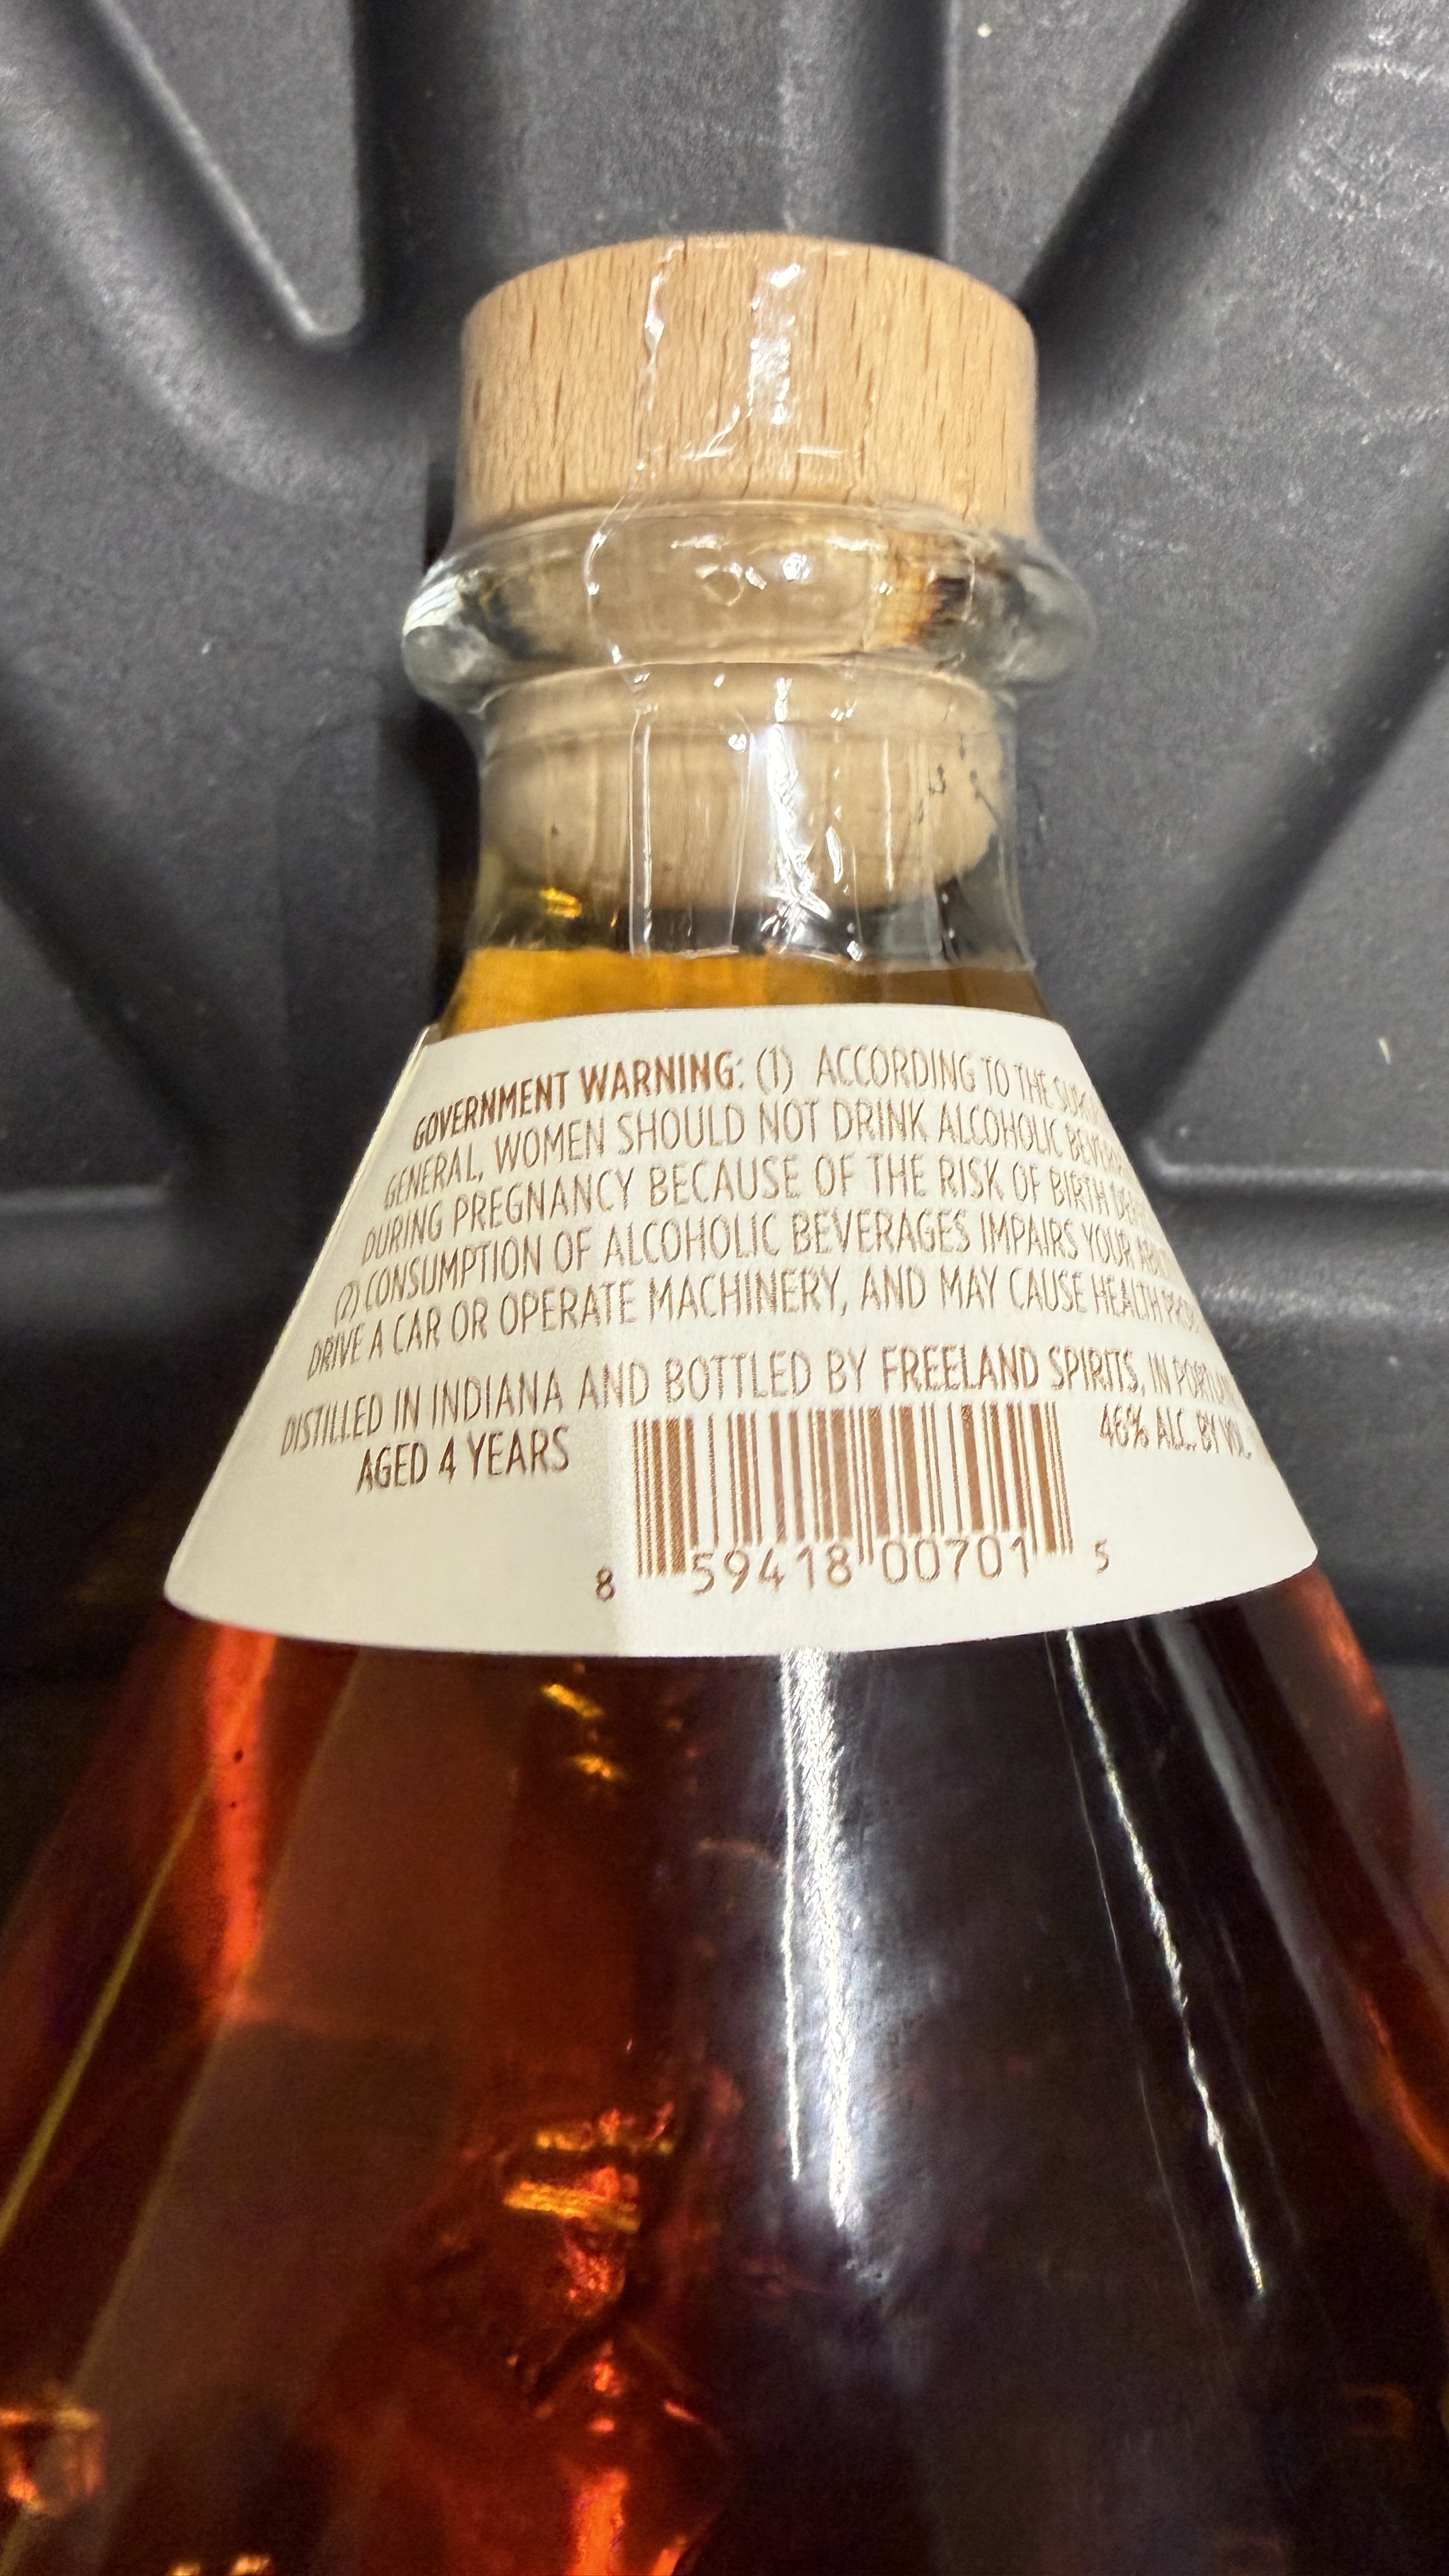 GOVERNMENT WARNING: (1) ACCORDING TO THE
GENERAL, WOMEN SHOULD NOT DRINK ALCOHOLIC
DURING PREGNANCY BECAUSE OF THE RISK OF BIRTH
(2) CONSUMPTION OF ALCOHOLIC BEVERAGES IMPAIRS YOUR
DRIVE A CAR OR OPERATE MACHINERY, AND MAY CAUSE HEALTH
DISTILLED IN INDIANA AND BOTTLED BY FREELAND SPIRITS, IN
AGED 4 YEARS
46% ALC. BY VOL.
8 59418 00701 5